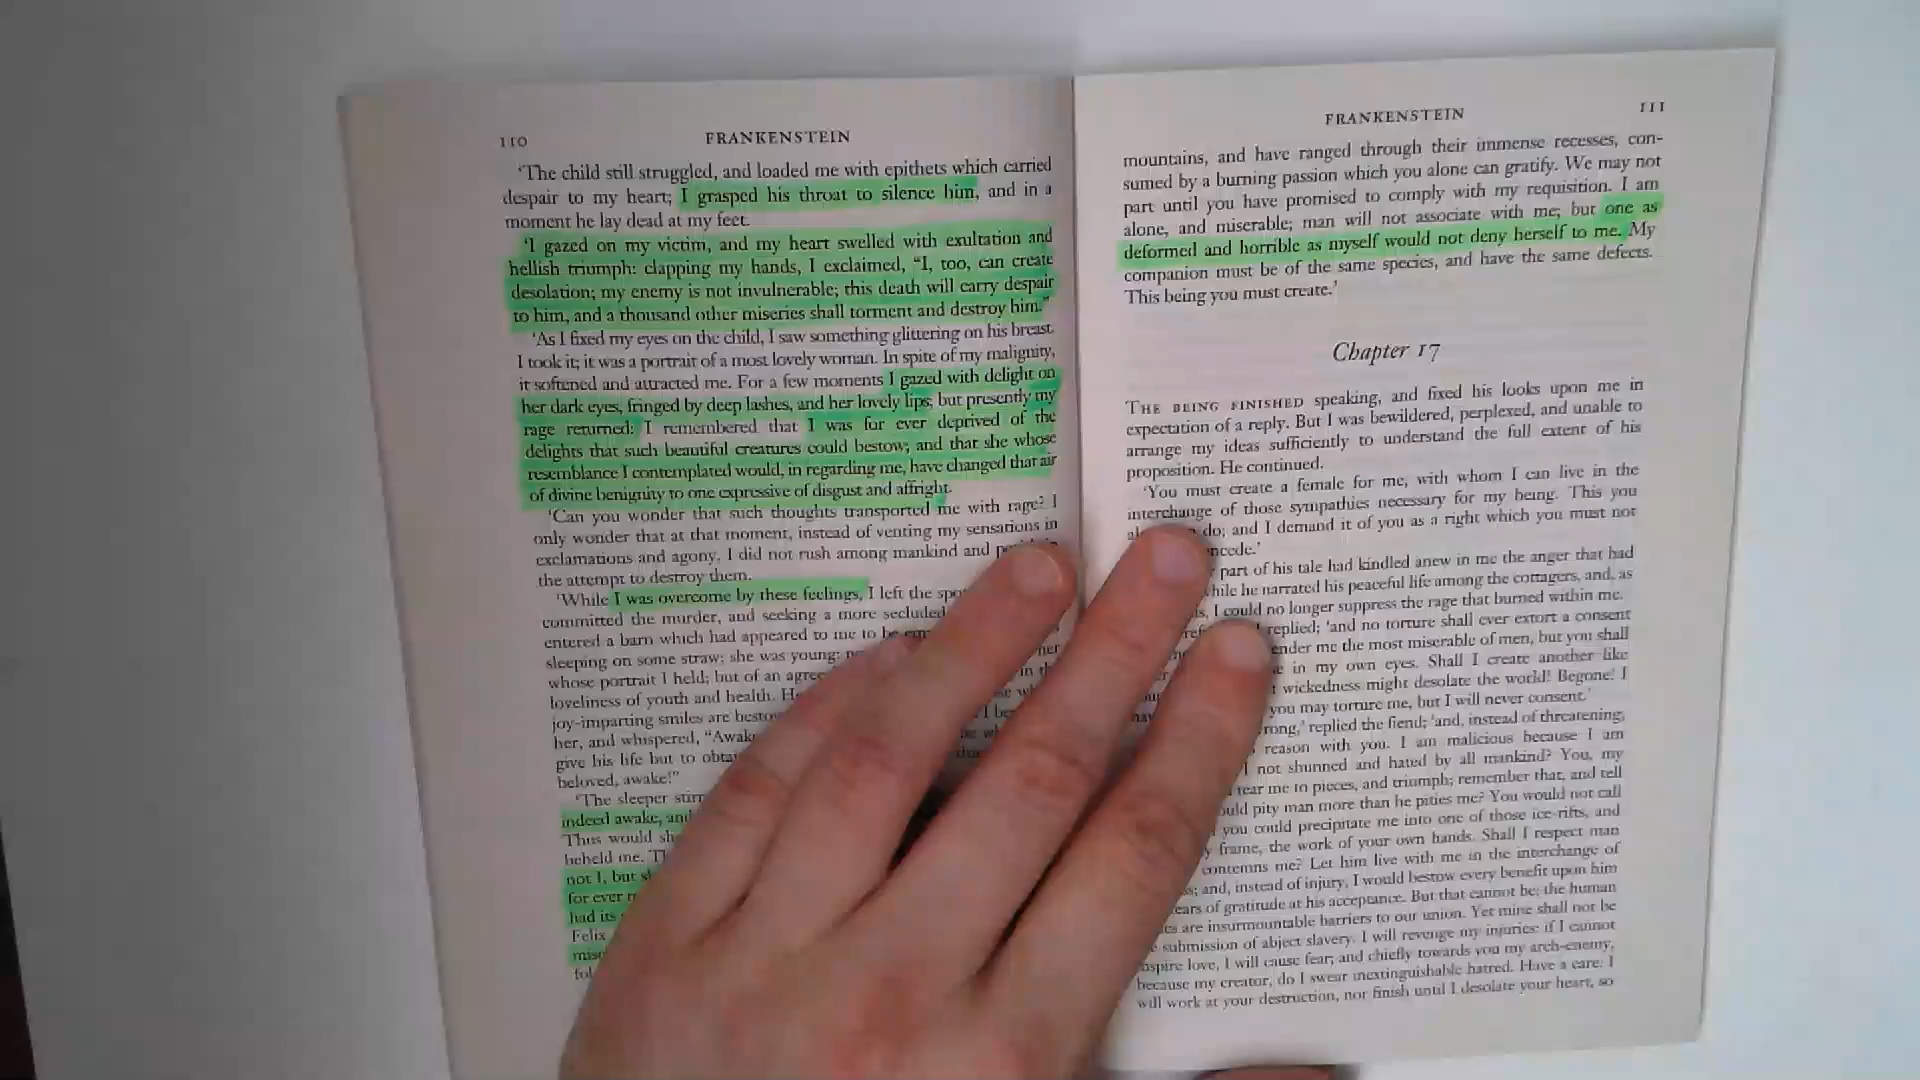 110
FRANKENSTEIN
'The child still struggled, and loaded me with epithets which carried
despair to my heart; I grasped his throat to silence him, and in a
moment he lay dead at my feet.
'I gazed on my victim, and my heart swelled with exultation and
hellish triumph: clapping my hands, I exclaimed, “I, too, can create
desolation; my enemy is not invulnerable; this death will carry despair
to him, and a thousand other miseries shall torment and destroy him.”
'As I fixed my eyes on the child, I saw something glittering on his breast.
I took it; it was a portrait of a most lovely woman. In spite of my malignity,
it softened and attracted me. For a few moments I gazed with delight on
her dark eyes, fringed by deep lashes, and her lovely lips; but presently my
rage returned: I remembered that I was for ever deprived of the
delights that such beautiful creatures could bestow; and that she whose
resemblance I contemplated would, in regarding me, have changed that air
of divine benignity to one expressive of disgust and affright.
'Can you wonder that such thoughts transported me with rage? I
only wonder that at that moment, instead of venting my sensations in
exclamations and agony, I did not rush among mankind and
the attempt to destroy them.
'While I was overcome by these feelings, I left the
committed the murder, and seeking a more secluded
entered a barn which had appeared to me to be
sleeping on some straw: she was young:
whose portrait I held; but of an
loveliness of youth and health.
joy-imparting smiles are
her, and whispered,
give his life but to
beloved, awake!”
'The sleeper
indeed awake, and
Thus would
beheld me.
not I, but
for ever
had its
Felix
FRANKENSTEIN
111
mountains, and have ranged through their immense recesses, con-
sumed by a burning passion which you alone can gratify. We may not
part until you have promised to comply with my requisition. I am
alone, and miserable; man will not associate with me; but one as
deformed and horrible as myself would not deny herself to me. My
companion must be of the same species, and have the same defects.
This being you must create.'
Chapter 17
THE BEING FINISHED speaking, and fixed his looks upon me in
expectation of a reply. But I was bewildered, perplexed, and unable to
arrange my ideas sufficiently to understand the full extent of his
proposition. He continued.
'You must create a female for me, with whom I can live in the
interchange of those sympathies necessary for my being. This you
do; and I demand it of you as a right which you must not
part of his tale had kindled anew in me the anger that had
while he narrated his peaceful life among the cottagers, and, as
I could no longer suppress the rage that burned within me.
replied; 'and no torture shall ever extort a consent
me the most miserable of men, but you shall
in my own eyes. Shall I create another like
wickedness might desolate the world! Begone! I
you may torture me, but I will never consent.'
replied the fiend; 'and, instead of threatening,
reason with you. I am malicious because I am
not shunned and hated by all mankind? You, my
tear me to pieces, and triumph; remember that, and tell
pity man more than he pities me? You would not call
you could precipitate me into one of those ice-rifts, and
frame, the work of your own hands. Shall I respect man
contemns me? Let him live with me in the interchange of
and, instead of injury, I would bestow every benefit upon him
of gratitude at his acceptance. But that cannot be; the human
are insurmountable barriers to our union. Yet mine shall not be
submission of abject slavery. I will revenge my injuries: if I cannot
inspire love, I will cause fear; and chiefly towards you my arch-enemy,
because my creator, do I swear inextinguishable hatred. Have a care: I
will work at your destruction, nor finish until I desolate your heart, so